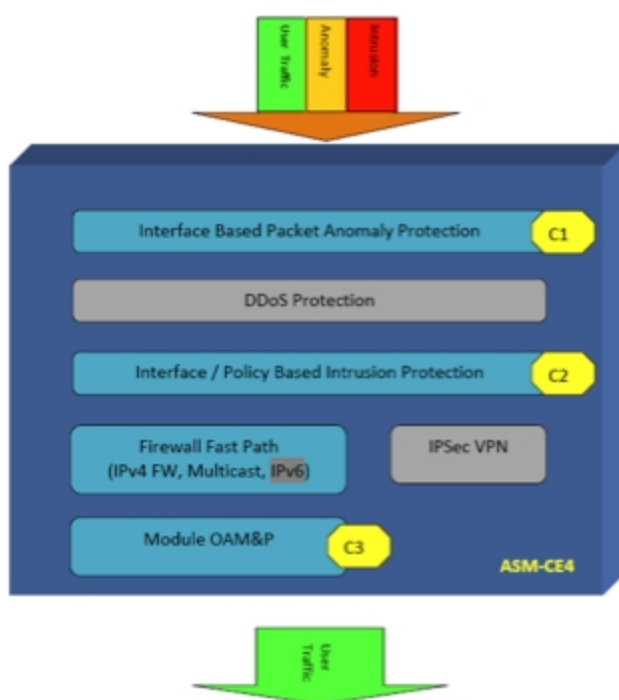 User Traffic
Anomaly
Intrusion
Interface Based Packet Anomaly Protection
C1
DDoS Protection
Interface / Policy Based Intrusion Protection
C2
Firewall Fast Path
(IPv4 FW, Multicast, IPv6)
IPSec VPN
Module OAM&P
C3
ASM-CE4
User
Traffic